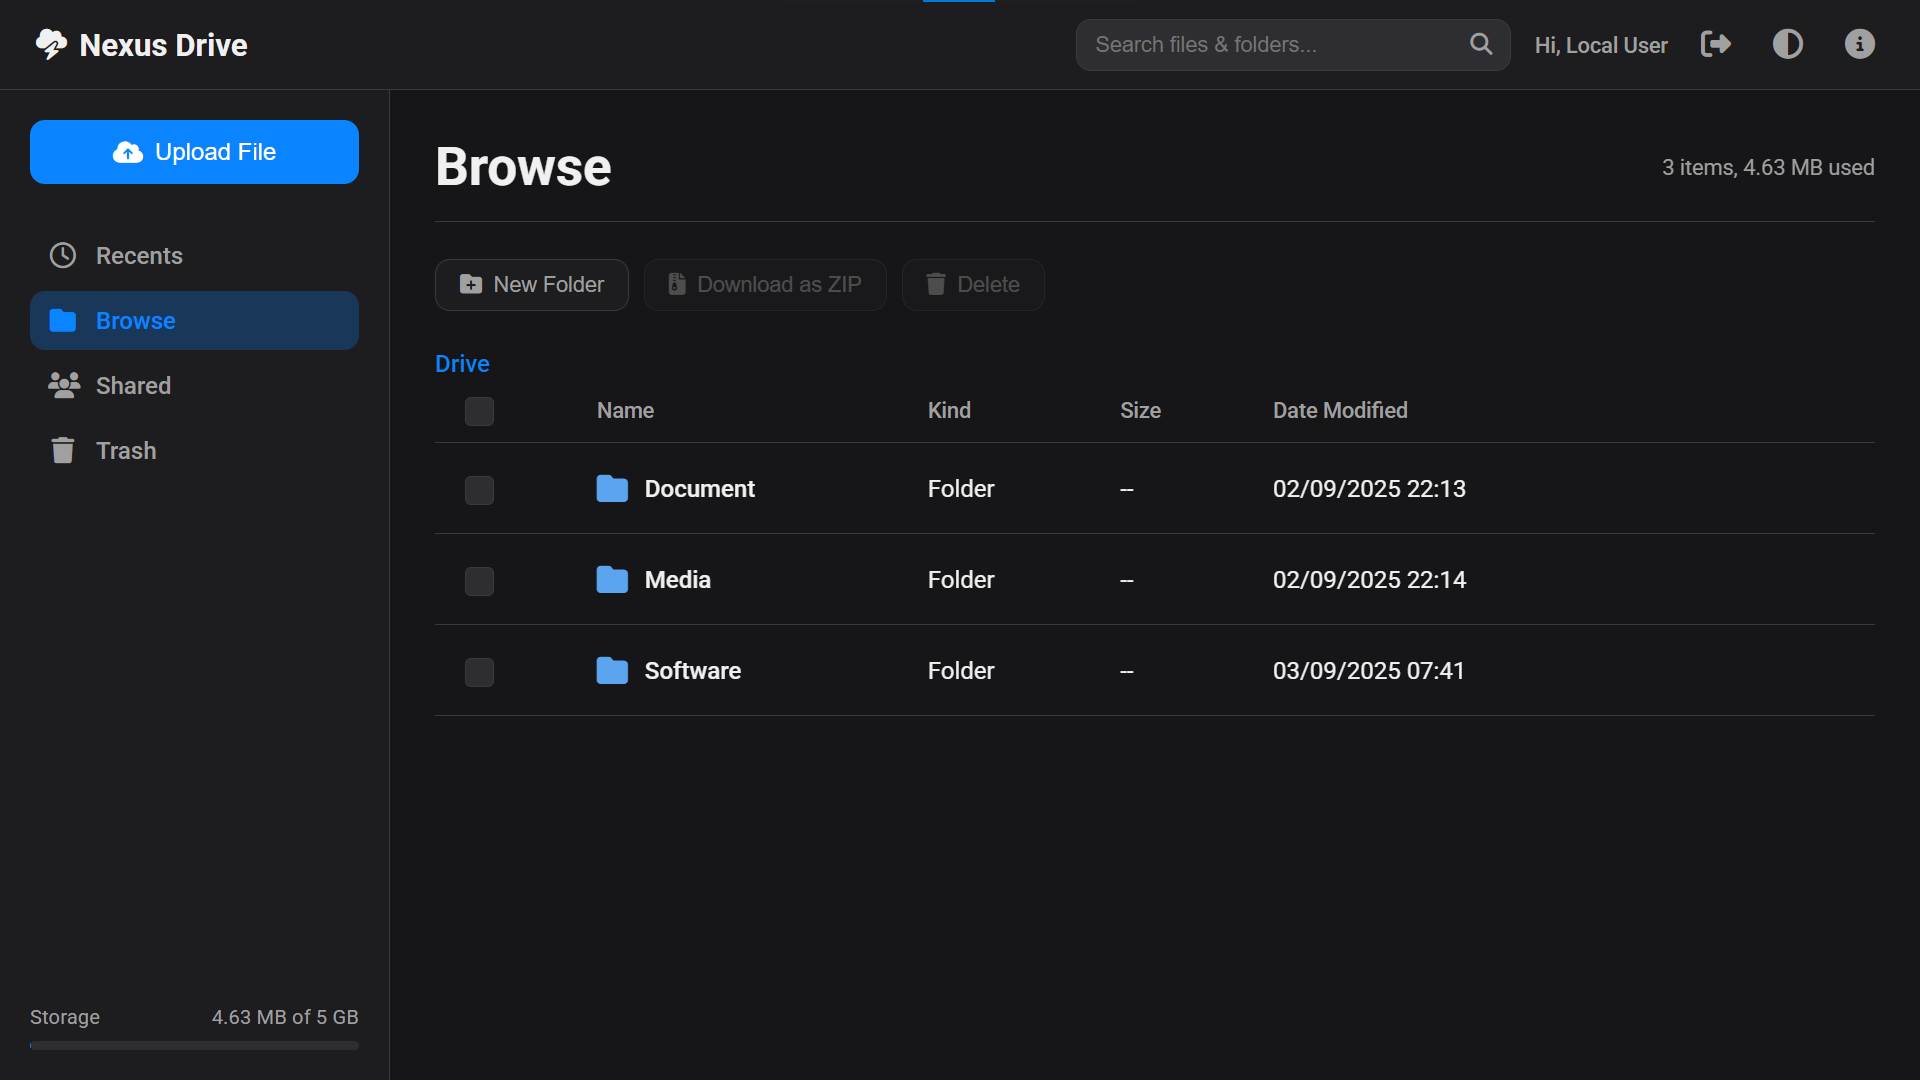 Nexus Drive
Search files & folders...
Hi, Local User
Upload File
Recents
Browse
Shared
Trash
Storage 4.63 MB of 5 GB
Browse
3 items, 4.63 MB used
New Folder Download as ZIP Delete
Drive
Name Kind Size Date Modified
Document Folder -- 02/09/2025 22:13
Media Folder -- 02/09/2025 22:14
Software Folder -- 03/09/2025 07:41